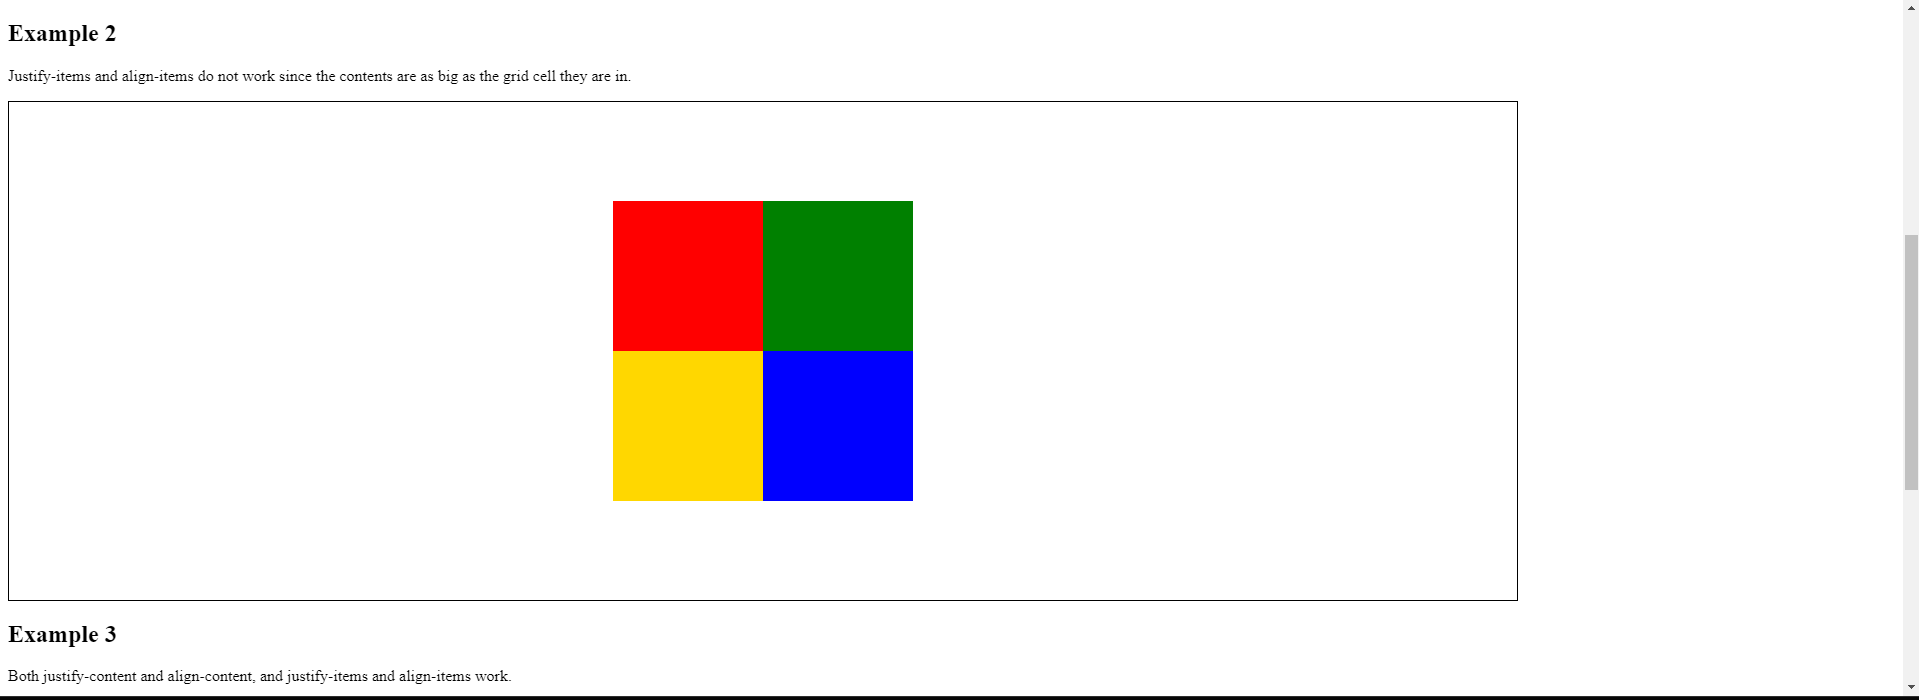 Example 2
Justify-items and align-items do not work since the contents are as big as the grid cell they are in.
Example 3
Both justify-content and align-content, and justify-items and align-items work.